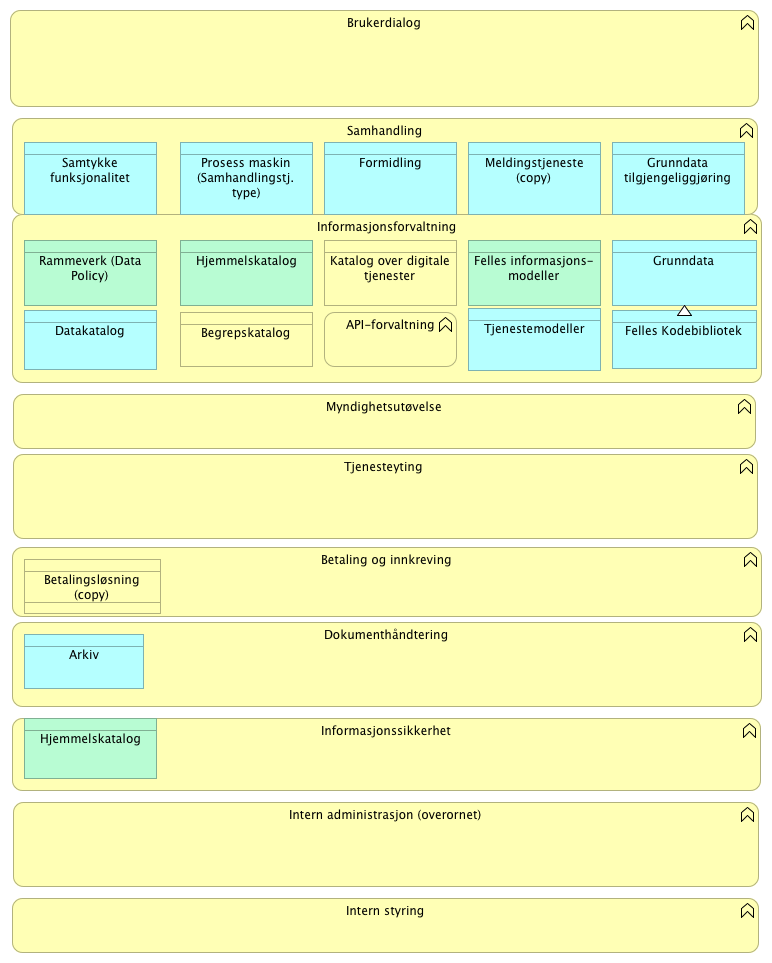 Brukerdialog
Samhandling
Samtykke
funksjonalitet
Prosess maskin
(Samhandlingstj.
type)
Formidling
Meldingstjeneste
(copy)
Grunndata
tilgjengeliggjøring
Informasjonsforvaltning
Rammeverk (Data
Policy)
Hjemmelskatalog
Katalog over digitale
tjenester
Felles informasjons-
modeller
Grunndata
Datakatalog
Begrepskatalog
API-forvaltning
Tjenestemodeller
Felles Kodebibliotek
Myndighetsutøvelse
Tjenesteyting
Betaling og innkreving
Betalingsløsning
(copy)
Dokumenthåndtering
Arkiv
Informasjonssikkerhet
Hjemmelskatalog
Intern administrasjon (overornet)
Intern styring